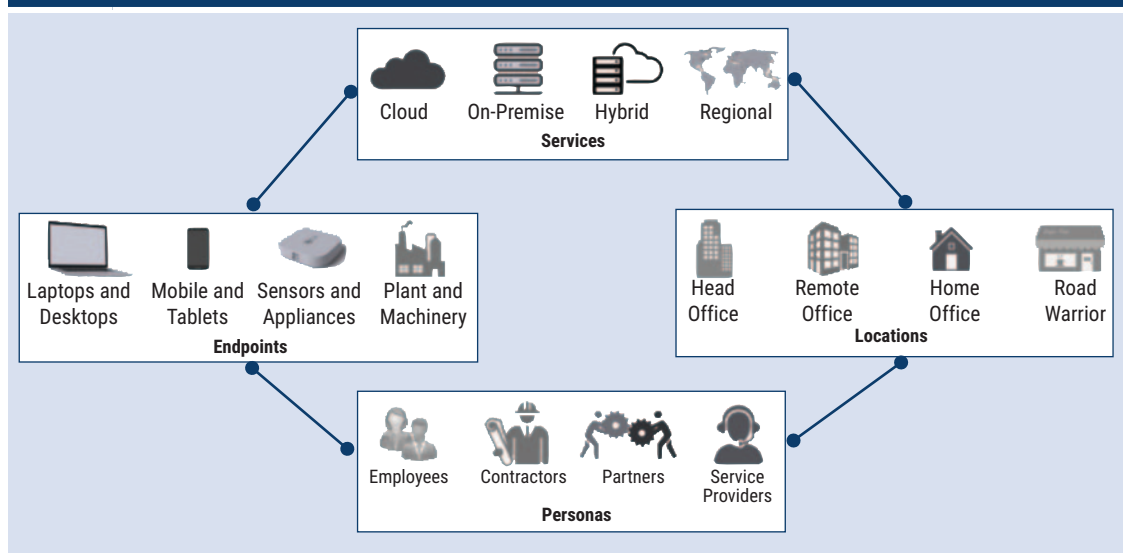 Cloud
On-Premise
Hybrid
Regional
Services
Laptops and
Desktops
Mobile and
Tablets
Sensors and
Appliances
Plant and
Machinery
Endpoints
Head
Office
Remote
Office
Home
Office
Road
Warrior
Locations
Employees
Contractors
Partners
Service
Providers
Personas